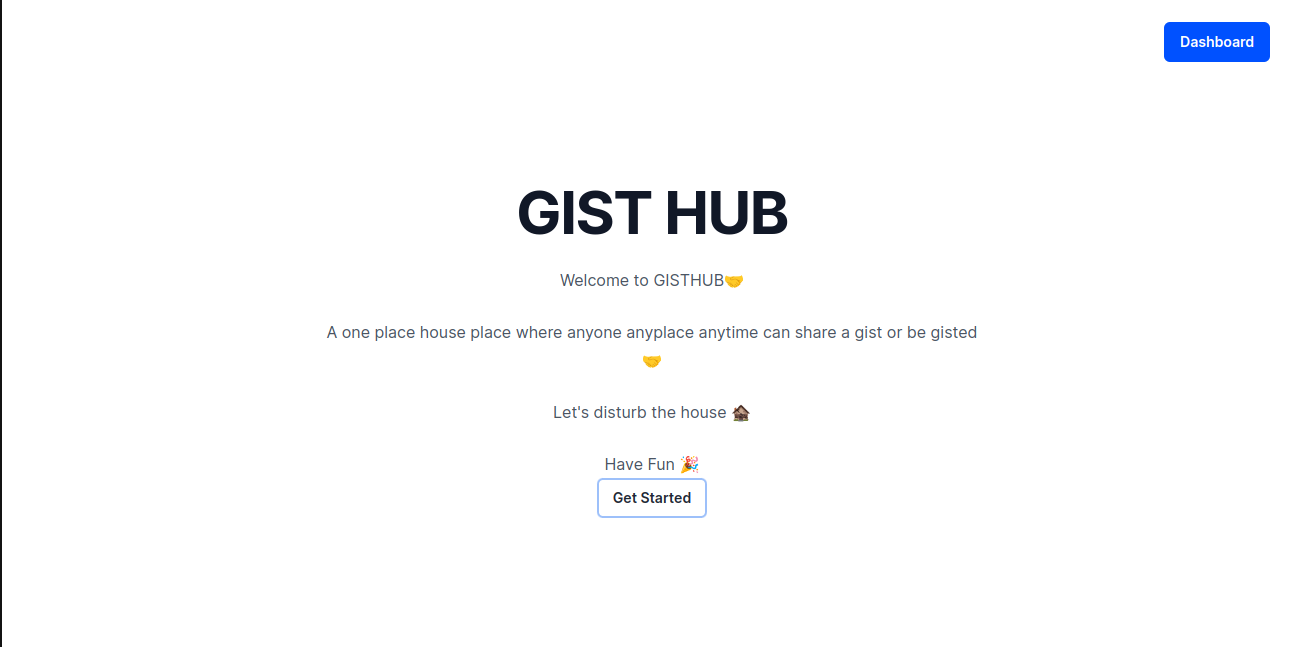 Dashboard
GIST HUB
Welcome to GISTHUB🤝
A one place house place where anyone anyplace anytime can share a gist or be gisted
🤝
Let's disturb the house 🏚️
Have Fun 🎉
Get Started